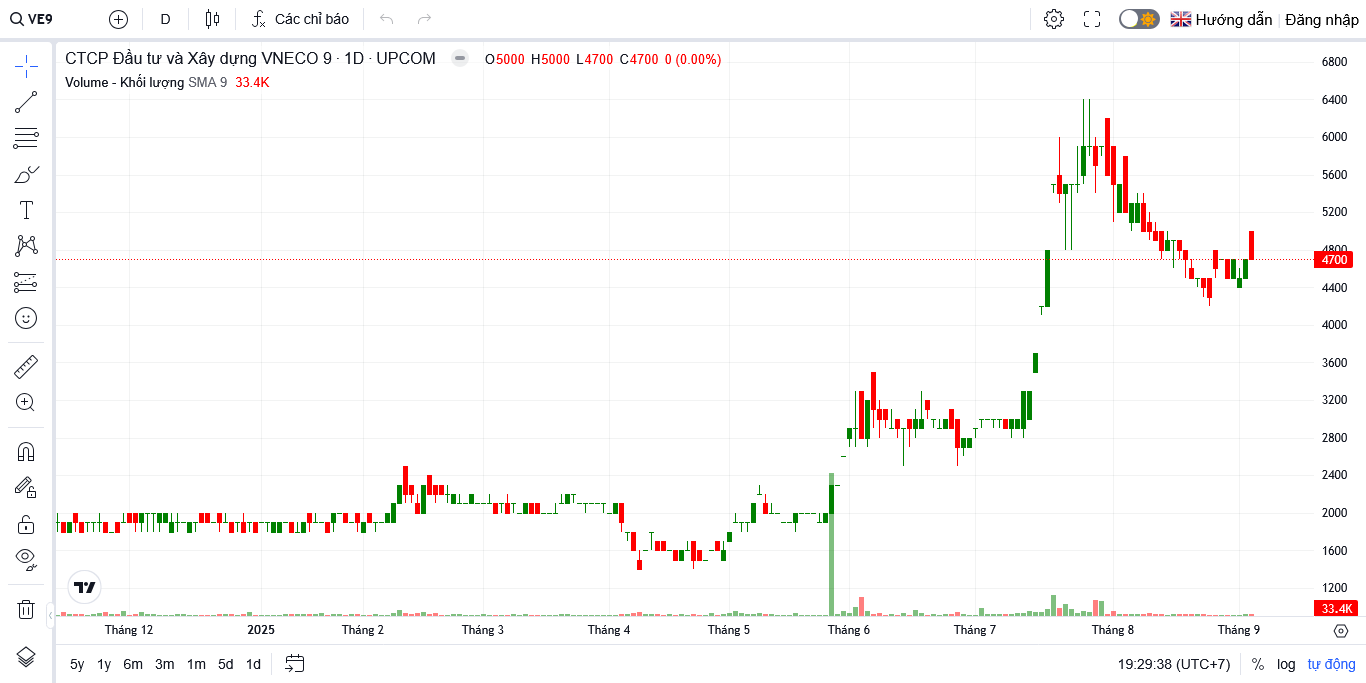 VE9 D Các chỉ báo Hướng dẫn Đăng nhập
CTCP Đầu tư và Xây dựng VNECO 9 · 1D · UPCOM O5000 H5000 L4700 C4700 0 (0.00%)
Volume - Khối lượng SMA 9 33.4K
6800
6400
6000
5600
5200
4800
4700
4400
4000
3600
3200
2800
2400
2000
1600
1200
33.4K
Tháng 12 2025 Tháng 2 Tháng 3 Tháng 4 Tháng 5 Tháng 6 Tháng 7 Tháng 8 Tháng 9
5y 1y 6m 3m 1m 5d 1d 19:29:38 (UTC+7) % log tự động